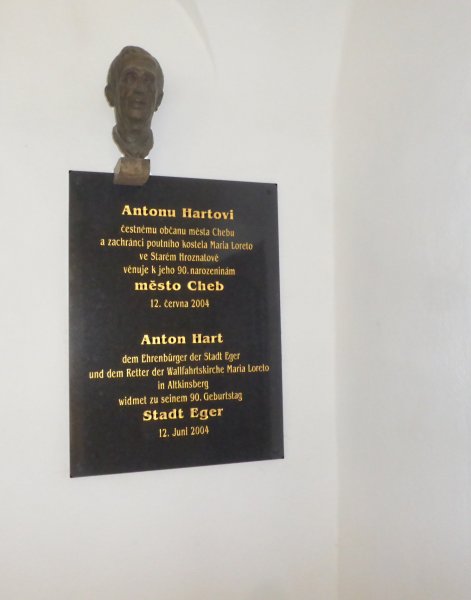 Antonu Hartovi
čestnému občanu města Chebu
a zachránci poutního kostela Maria Loreto
ve Starém Hroznatově
věnuje k jeho 90. narozeninám
město Cheb
12. června 2004
Anton Hart
dem Ehrenbürger der Stadt Eger
und dem Retter der Wallfahrtskirche Maria Loreto
in Altkinsberg
widmet zu seinem 90. Geburtstag
Stadt Eger
12. Juni 2004